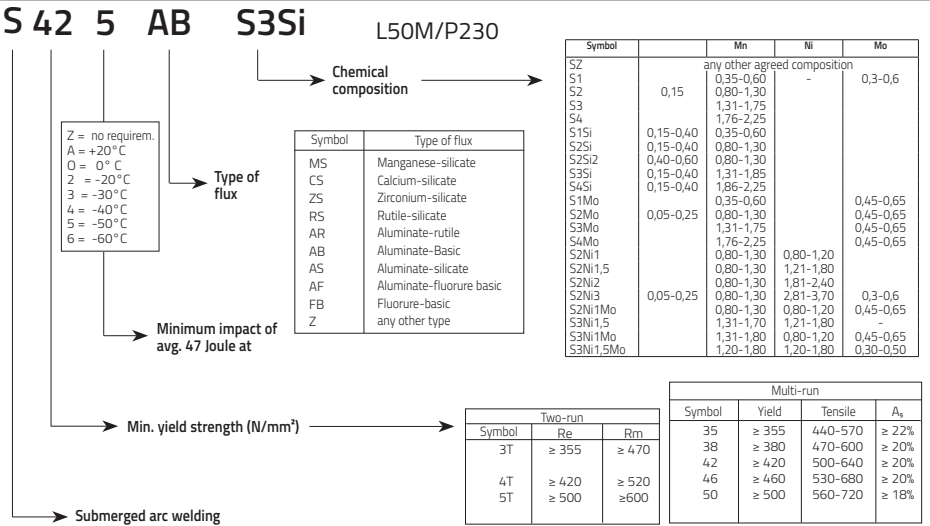 S 42 5 AB S3Si L50M/P230
Chemical
composition
Symbol Mn Ni Mo
SZ any other agreed composition
S1 0,35-0,60 - 0,3-0,6
S2 0,15 0,80-1,30
S3 1,31-1,75
S4 1,76-2,25
S1Si 0,15-0,40 0,35-0,60
S2Si 0,15-0,40 0,80-1,30
S2Si2 0,40-0,60 0,80-1,30
S3Si 0,15-0,40 1,31-1,85
S4Si 0,15-0,40 1,86-2,25
S1Mo 0,35-0,60 0,45-0,65
S2Mo 0,05-0,25 0,80-1,30 0,45-0,65
S3Mo 1,31-1,75 0,45-0,65
S4Mo 1,76-2,25 0,45-0,65
S2Ni1 0,80-1,30 0,80-1,20
S2Ni1,5 0,80-1,30 1,21-1,80
S2Ni2 0,80-1,30 1,81-2,40
S2Ni3 0,05-0,25 0,80-1,30 2,81-3,70 0,3-0,6
S2Ni1Mo 0,80-1,30 0,80-1,20 0,45-0,65
S3Ni1,5 1,31-1,70 1,21-1,80 -
S3Ni1Mo 1,31-1,80 0,80-1,20 0,45-0,65
S3Ni1,5Mo 1,20-1,80 1,20-1,80 0,30-0,50
Z = no requirem.
A = +20°C
O = 0° C
2 = -20°C
3 = -30°C
4 = -40°C
5 = -50°C
6 = -60°C
Type of
flux
Symbol Type of flux
MS Manganese-silicate
CS Calcium-silicate
ZS Zirconium-silicate
RS Rutile-silicate
AR Aluminate-rutile
AB Aluminate-Basic
AS Aluminate-silicate
AF Aluminate-fluorure basic
FB Fluorure-basic
Z any other type
Minimum impact of
avg. 47 Joule at
Min. yield strength (N/mm²)
Two-run
Symbol Re Rm
3T ≥ 355 ≥ 470
4T ≥ 420 ≥ 520
5T ≥ 500 ≥600
Multi-run
Symbol Yield Tensile A₅
35 ≥ 355 440-570 ≥ 22%
38 ≥ 380 470-600 ≥ 20%
42 ≥ 420 500-640 ≥ 20%
46 ≥ 460 530-680 ≥ 20%
50 ≥ 500 560-720 ≥ 18%
Submerged arc welding